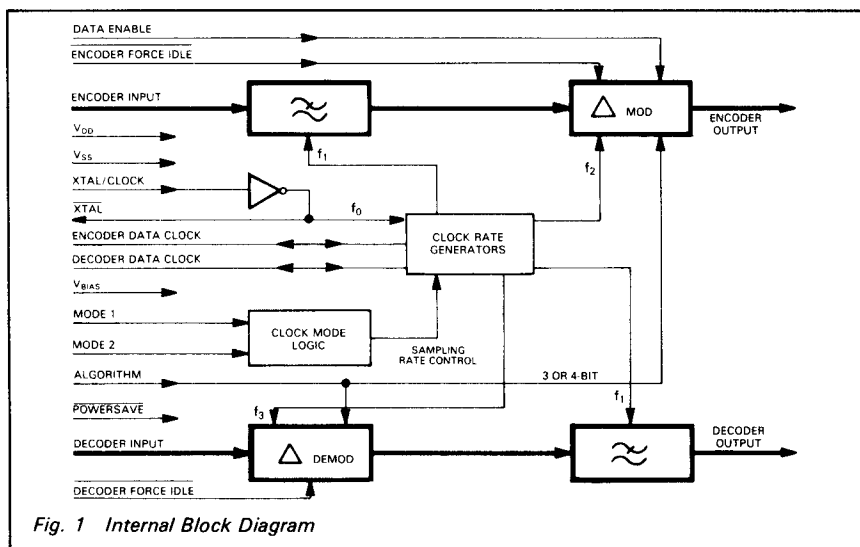 DATA ENABLE
ENCODER FORCE IDLE
ENCODER INPUT
MOD
ENCODER OUTPUT
VDD
VSS
f1
f2
XTAL/CLOCK
XTAL
f0
CLOCK RATE GENERATORS
ENCODER DATA CLOCK
DECODER DATA CLOCK
VBIAS
MODE 1
MODE 2
CLOCK MODE LOGIC
SAMPLING RATE CONTROL
ALGORITHM
3 OR 4-BIT
POWERSAVE
f3
f1
DECODER INPUT
DEMOD
DECODER OUTPUT
DECODER FORCE IDLE
Fig. 1 Internal Block Diagram